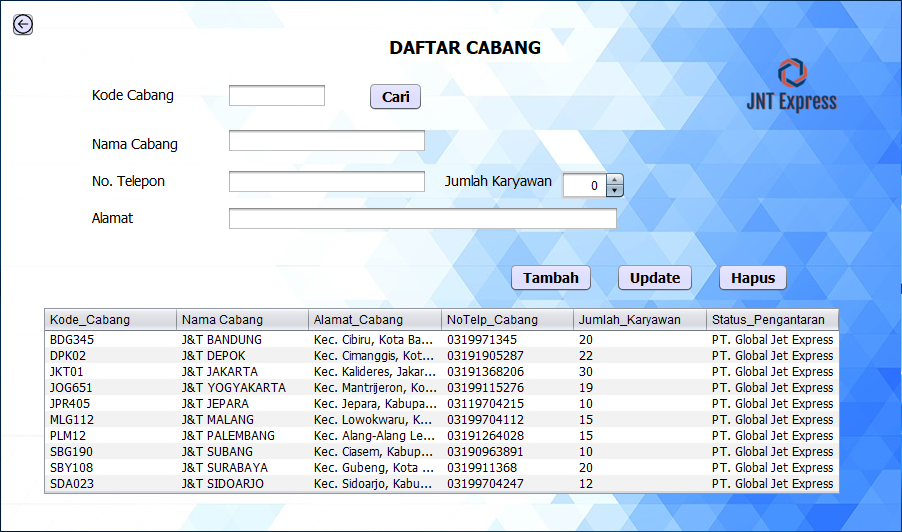 DAFTAR CABANG
JNT Express
Kode Cabang Cari
Nama Cabang
No. Telepon Jumlah Karyawan 0
Alamat
Tambah Update Hapus
Kode_Cabang Nama Cabang Alamat_Cabang NoTelp_Cabang Jumlah_Karyawan Status_Pengantaran
BDG345 J&T BANDUNG Kec. Cibiru, Kota Ba... 0319971345 20 PT. Global Jet Express
DPK02 J&T DEPOK Kec. Cimanggis, Kot... 03191905287 22 PT. Global Jet Express
JKT01 J&T JAKARTA Kec. Kalideres, Jakar... 03191368206 30 PT. Global Jet Express
JOG651 J&T YOGYAKARTA Kec. Mantrijeron, Ko... 03199115276 19 PT. Global Jet Express
JPR405 J&T JEPARA Kec. Jepara, Kabupa... 03119704215 10 PT. Global Jet Express
MLG112 J&T MALANG Kec. Lowokwaru, K... 03199704112 15 PT. Global Jet Express
PLM12 J&T PALEMBANG Kec. Alang-Alang Le... 03191264028 15 PT. Global Jet Express
SBG190 J&T SUBANG Kec. Ciasem, Kabup... 03190963891 10 PT. Global Jet Express
SBY108 J&T SURABAYA Kec. Gubeng, Kota ... 0319911368 20 PT. Global Jet Express
SDA023 J&T SIDOARJO Kec. Sidoarjo, Kabu... 03199704247 12 PT. Global Jet Express